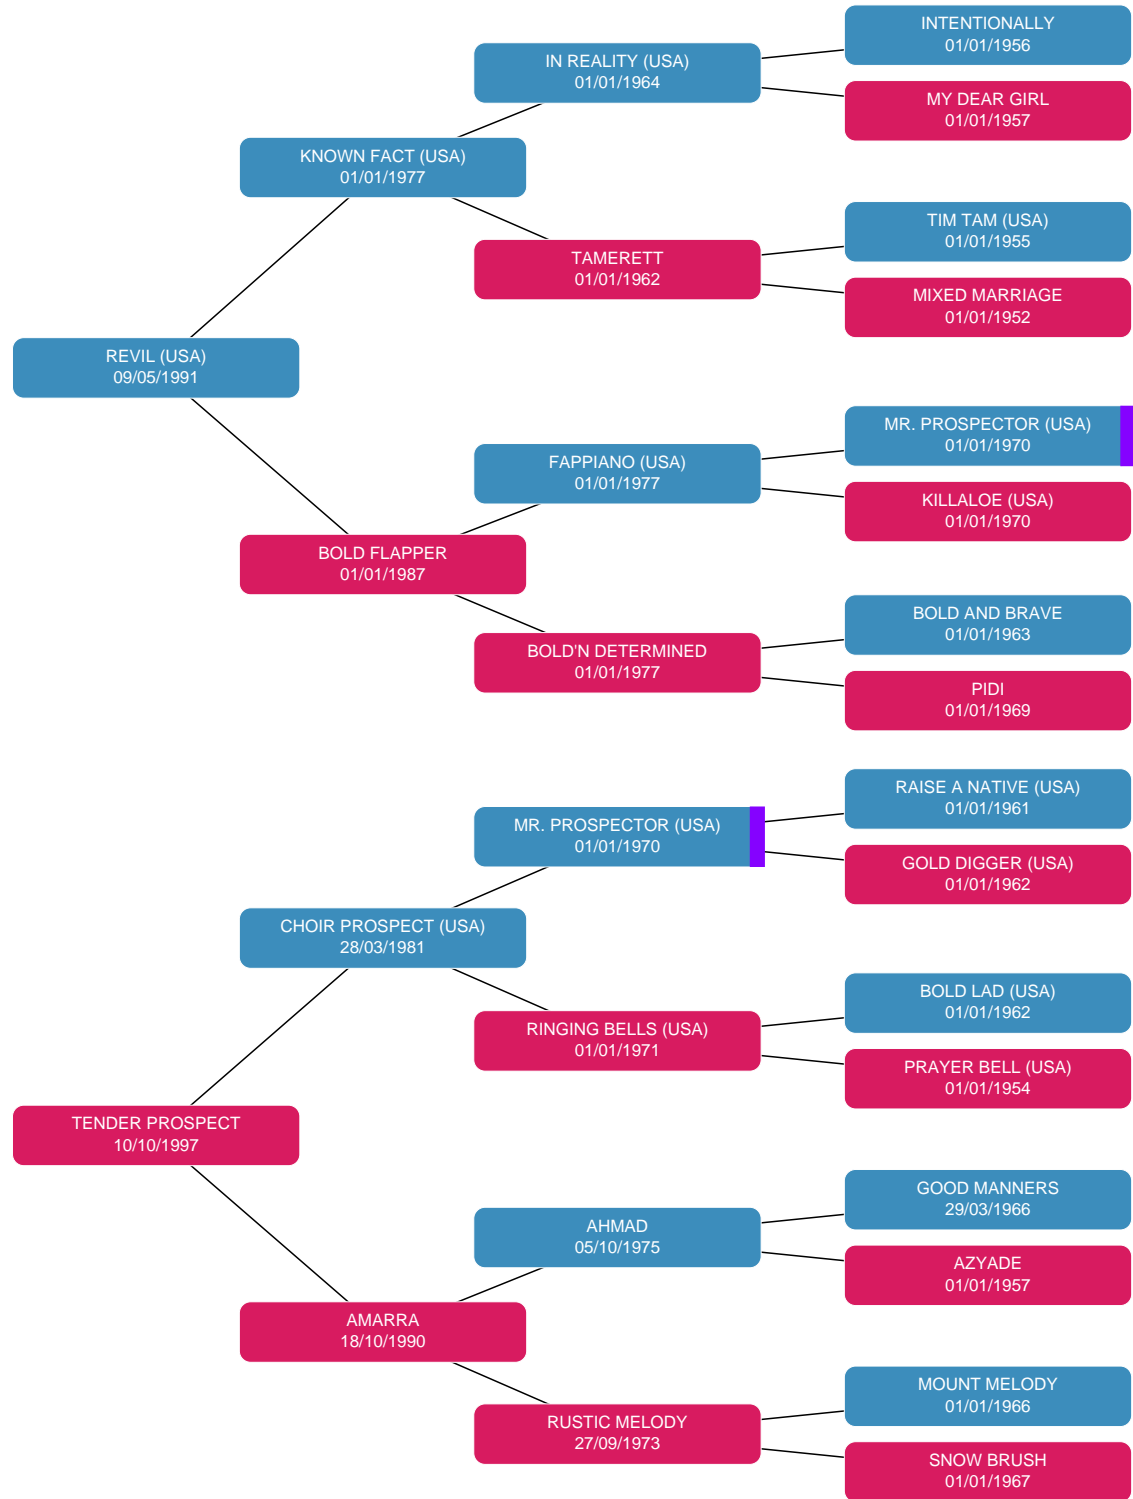 INTENTIONALLY
01/01/1956
IN REALITY (USA)
01/01/1964
MY DEAR GIRL
01/01/1957
KNOWN FACT (USA)
01/01/1977
TIM TAM (USA)
01/01/1955
TAMERETT
01/01/1962
MIXED MARRIAGE
01/01/1952
REVIL (USA)
09/05/1991
MR. PROSPECTOR (USA)
01/01/1970
FAPPIANO (USA)
01/01/1977
KILLALOE (USA)
01/01/1970
BOLD FLAPPER
01/01/1987
BOLD AND BRAVE
01/01/1963
BOLD'N DETERMINED
01/01/1977
PIDI
01/01/1969
RAISE A NATIVE (USA)
01/01/1961
MR. PROSPECTOR (USA)
01/01/1970
GOLD DIGGER (USA)
01/01/1962
CHOIR PROSPECT (USA)
28/03/1981
BOLD LAD (USA)
01/01/1962
RINGING BELLS (USA)
01/01/1971
PRAYER BELL (USA)
01/01/1954
TENDER PROSPECT
10/10/1997
GOOD MANNERS
29/03/1966
AHMAD
05/10/1975
AZYADE
01/01/1957
AMARRA
18/10/1990
MOUNT MELODY
01/01/1966
RUSTIC MELODY
27/09/1973
SNOW BRUSH
01/01/1967